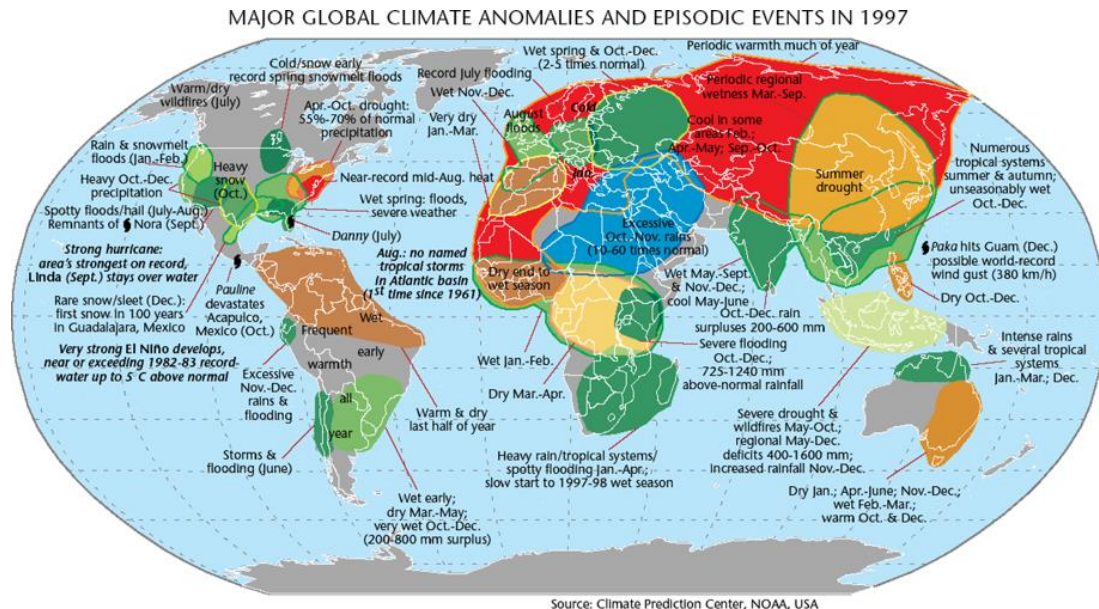 MAJOR GLOBAL CLIMATE ANOMALIES AND EPISODIC EVENTS IN 1997
Cold/snow early
record spring snowmelt floods
Warm/dry
wildfires (July)
Apr.-Oct. drought:
55%-70% of normal
precipitation
Rain & snowmelt
floods (Jan.-Feb.)
Heavy Oct.-Dec.
precipitation
Heavy
snow
(Oct.)
Near-record mid-Aug. heat
Spotty floods/hail (July-Aug.)
Remnants of Nora (Sept.)
Wet spring: floods,
severe weather
Danny (July)
Strong hurricane:
area's strongest on record,
Linda (Sept.) stays over water
Aug.: no named
tropical storms
in Atlantic basin
(1st time since 1961)
Rare snow/sleet (Dec.):
first snow in 100 years
in Guadalajara, Mexico
Pauline
devastates
Acapulco,
Mexico (Oct.)
Very strong El Niño develops,
near or exceeding 1982-83 record-
water up to 5 C above normal
Frequent
warmth
all
year
Wet
early
Excessive
Nov.-Dec.
rains &
flooding
Warm & dry
last half of year
Storms &
flooding (June)
Wet early;
dry Mar.-May;
very wet Oct.-Dec.
(200-800 mm surplus)
Wet spring & Oct.-Dec.
(2-5 times normal)
Periodic warmth much of year
Record July flooding
Wet Nov.-Dec.
Very dry
Jan.-Mar.
August
floods
Cold
Jan.
Periodic regional
wetness Mar.-Sep.
Cool in some
areas Feb.;
Apr.-May; Sep.-Oct.
Summer
drought
Numerous
tropical systems
summer & autumn;
unseasonably wet
Oct.-Dec.
Excessive
Oct.-Nov. rains
(10-60 times normal)
Dry end to
wet season
Wet May.-Sept.
& Nov.-Dec.;
cool May-June
Oct.-Dec. rain
surpluses 200-600 mm
Paka hits Guam (Dec.)
possible world-record
wind gust (380 km/h)
Dry Oct.-Dec.
Wet Jan.-Feb.
Dry Mar.-Apr.
Severe flooding
Oct.-Dec.;
725-1240 mm
above-normal rainfall
Intense rains
& several tropical
systems
Jan.-Mar.; Dec.
Heavy rain/tropical systems/
spotty flooding Jan.-Apr.;
slow start to 1997-98 wet season
Severe drought &
wildfires May-Oct.;
regional May-Dec.
deficits 400-1600 mm;
increased rainfall Nov.-Dec.
Dry Jan.; Apr.-June; Nov.-Dec.;
wet Feb.-Mar.;
warm Oct. & Dec.
Source: Climate Prediction Center, NOAA, USA